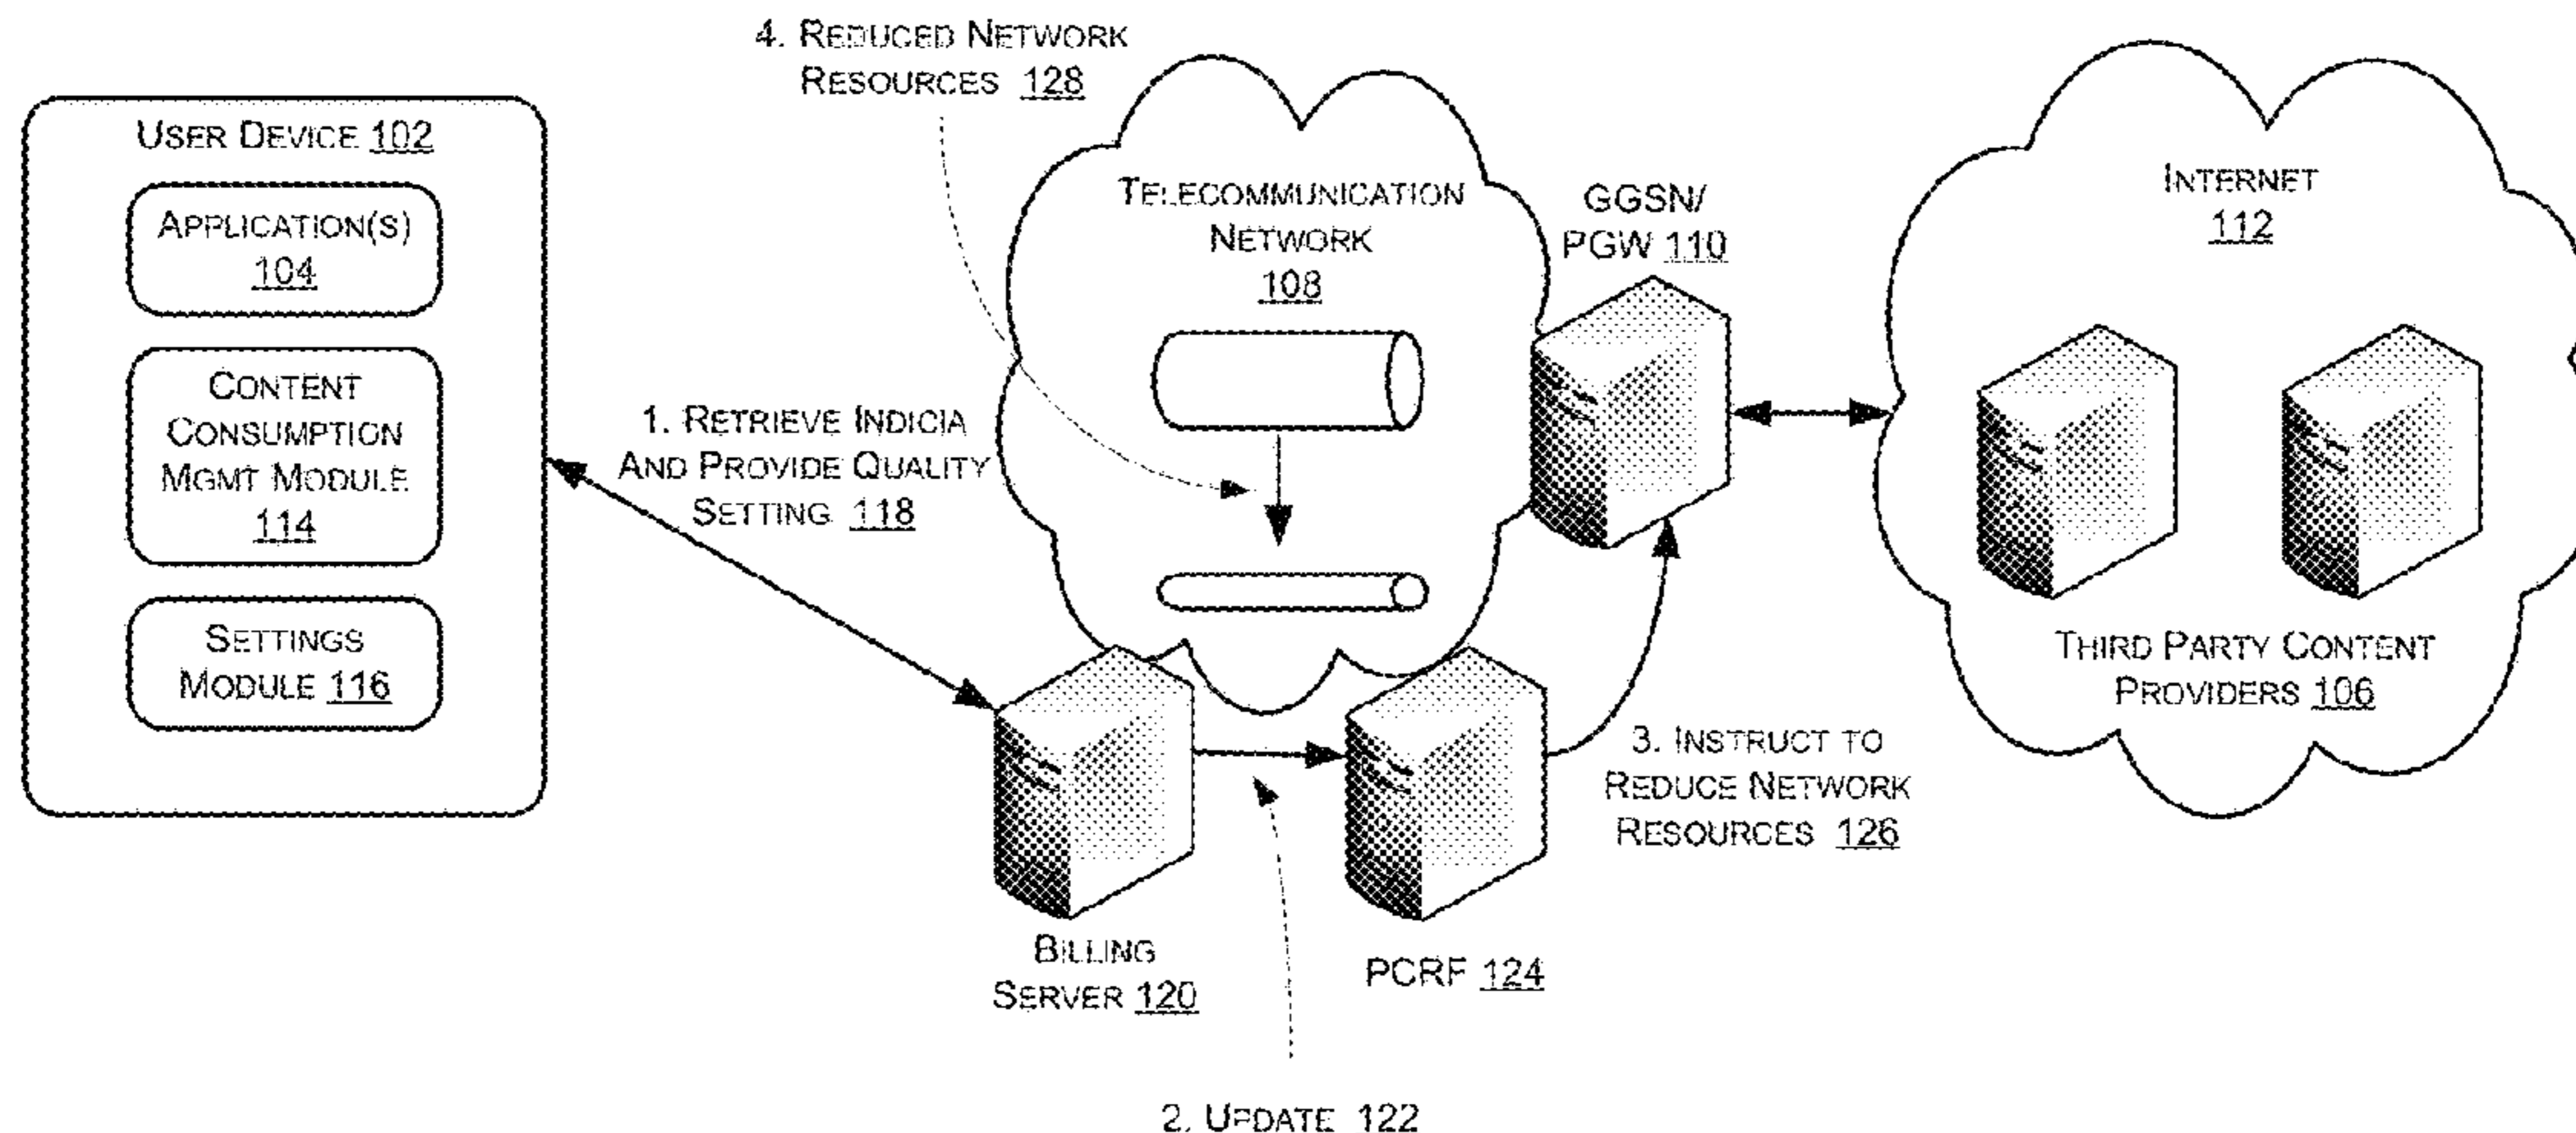 4. REDUCED NETWORK
RESOURCES 128
USER DEVICE 102
APPLICATION(S)
104
CONTENT
CONSUMPTION
MGMT MODULE
114
SETTINGS
MODULE 116
1. RETRIEVE INDICIA
AND PROVIDE QUALITY
SETTING 118
TELECOMMUNICATION
NETWORK
108
GGSN/
PGW 110
INTERNET
112
THIRD PARTY CONTENT
PROVIDERS 106
3. INSTRUCT TO
REDUCE NETWORK
RESOURCES 126
BILLING
SERVER 120
PCRF 124
2. UPDATE 122